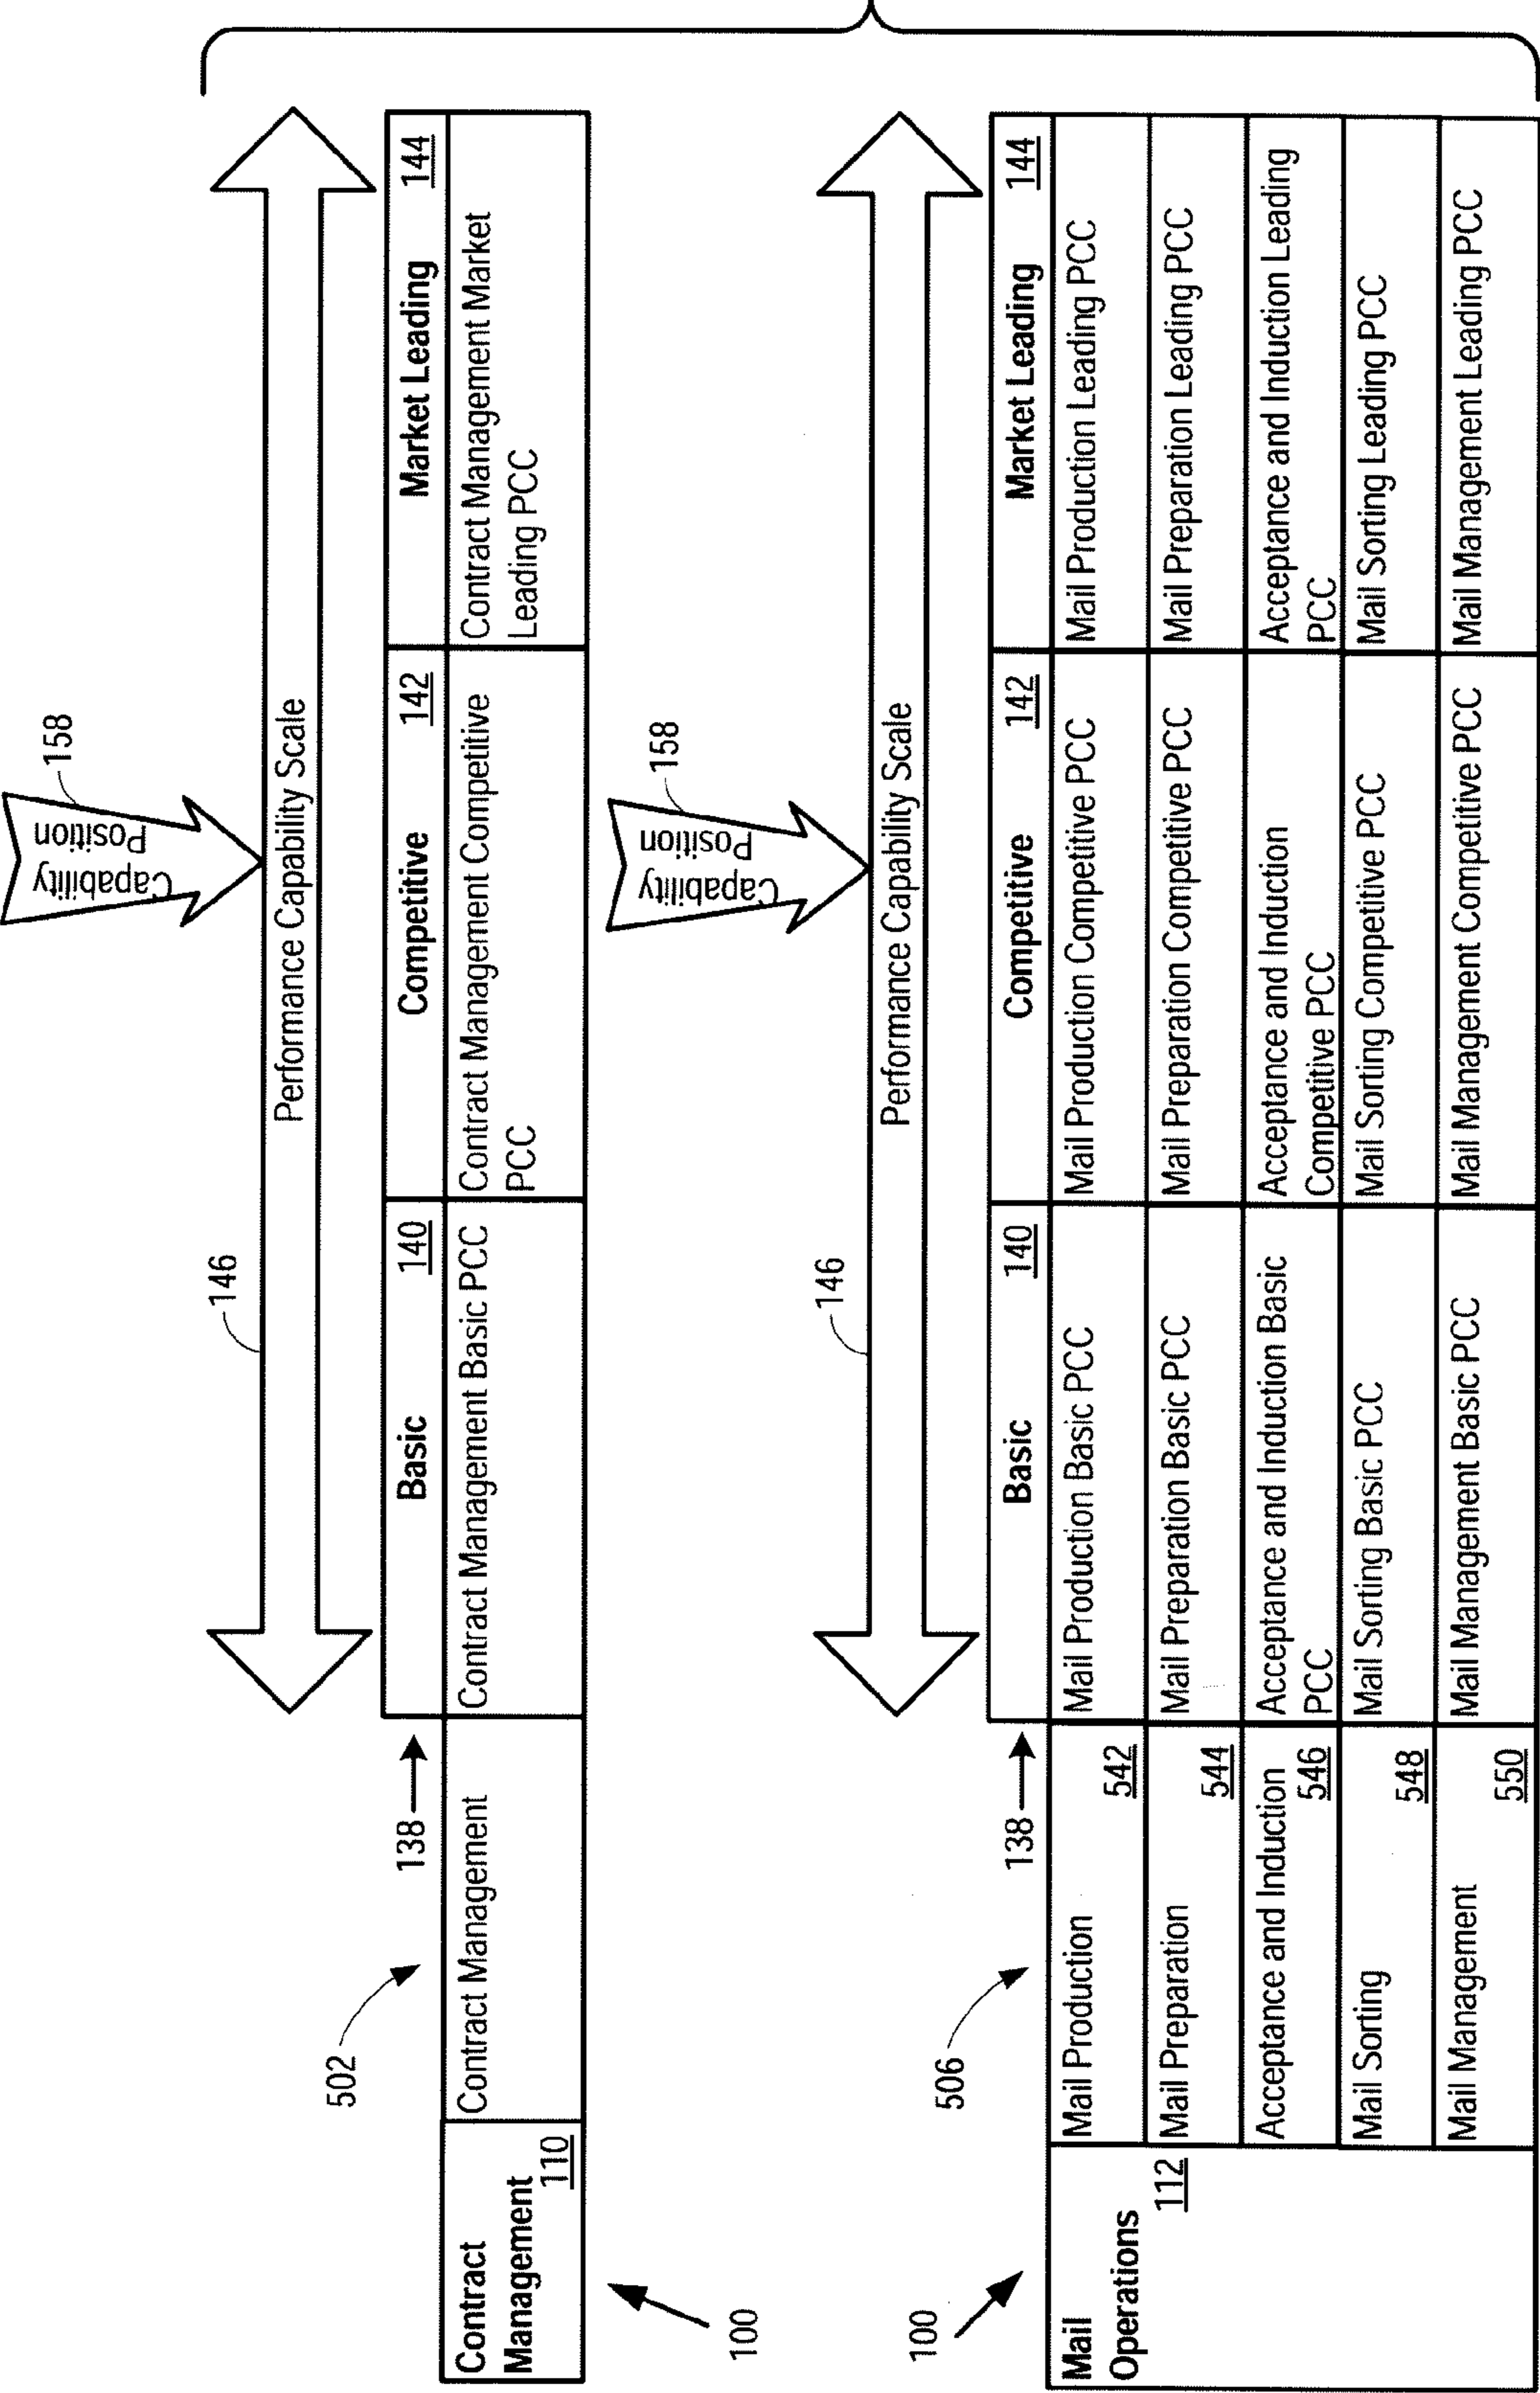 Capability
Position
158
146
Performance Capability Scale
138
Basic 140
Competitive 142
Market Leading 144
502
Contract
Management
110
Contract Management
Contract Management Basic PCC
Contract Management Competitive
PCC
Contract Management Market
Leading PCC
100
Capability
Position
158
146
Performance Capability Scale
138
Basic 140
Competitive 142
Market Leading 144
506
100
Mail
Operations
112
Mail Production
542
Mail Production Basic PCC
Mail Production Competitive PCC
Mail Production Leading PCC
Mail Preparation
544
Mail Preparation Basic PCC
Mail Preparation Competitive PCC
Mail Preparation Leading PCC
Acceptance and Induction
546
Acceptance and Induction Basic
PCC
Acceptance and Induction
Competitive PCC
Acceptance and Induction Leading
PCC
Mail Sorting
548
Mail Sorting Basic PCC
Mail Sorting Competitive PCC
Mail Sorting Leading PCC
Mail Management
550
Mail Management Basic PCC
Mail Management Competitive PCC
Mail Management Leading PCC